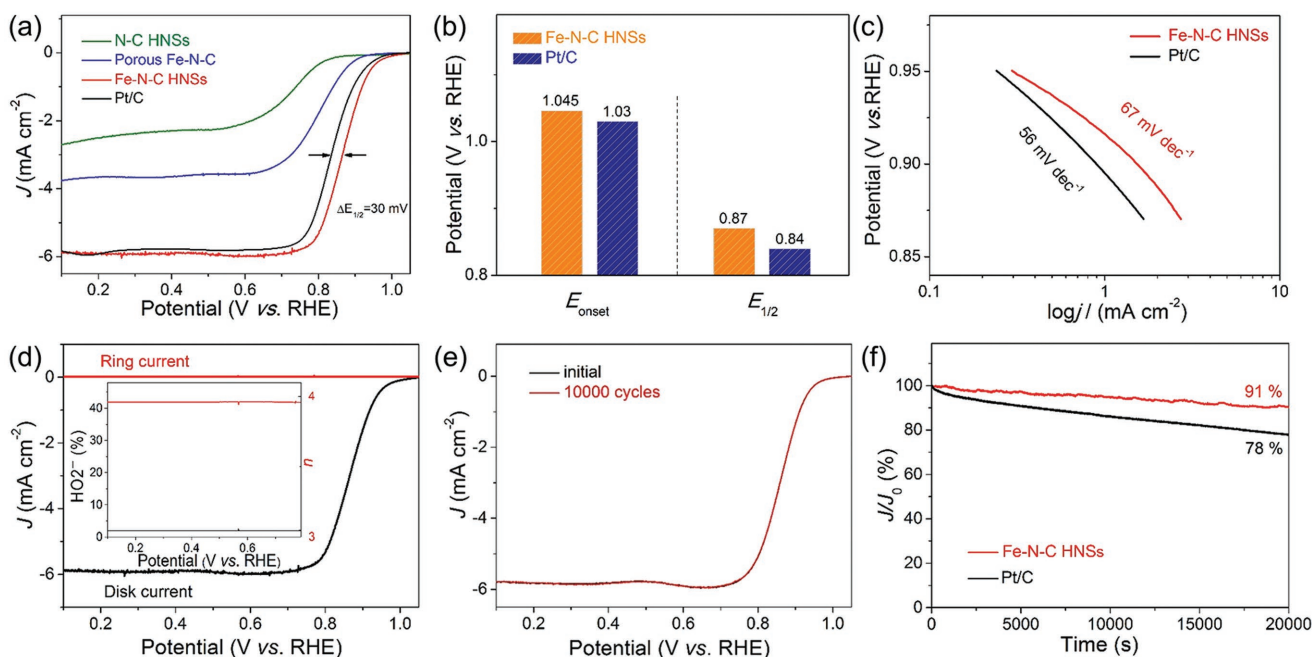 (a)
N-C HNSs
Porous Fe-N-C
Fe-N-C HNSs
Pt/C
ΔE1/2=30 mV
J (mA cm-2)
0
-2
-4
-6
0.2 0.4 0.6 0.8 1.0
Potential (V vs. RHE)
(b)
Fe-N-C HNSs
Pt/C
1.045
1.03
0.87
0.84
Potential (V vs. RHE)
1.0
0.8
Eonset
E1/2
(c)
Fe-N-C HNSs
Pt/C
67 mV dec-1
56 mV dec-1
Potential (V vs.RHE)
0.95
0.90
0.85
0.1 1 10
logj / (mA cm-2)
(d)
Ring current
Disk current
J (mA cm-2)
0
-2
-4
-6
0.2 0.4 0.6 0.8 1.0
Potential (V vs. RHE)
HO2− (%)
40
30
20
10
0
4
n
3
0.2 0.4 0.6
Potential (V vs. RHE)
(e)
initial
10000 cycles
J (mA cm-2)
0
-2
-4
-6
0.2 0.4 0.6 0.8 1.0
Potential (V vs. RHE)
(f)
91 %
78 %
Fe-N-C HNSs
Pt/C
J/J0 (%)
100
80
60
40
20
0
0 5000 10000 15000 20000
Time (s)